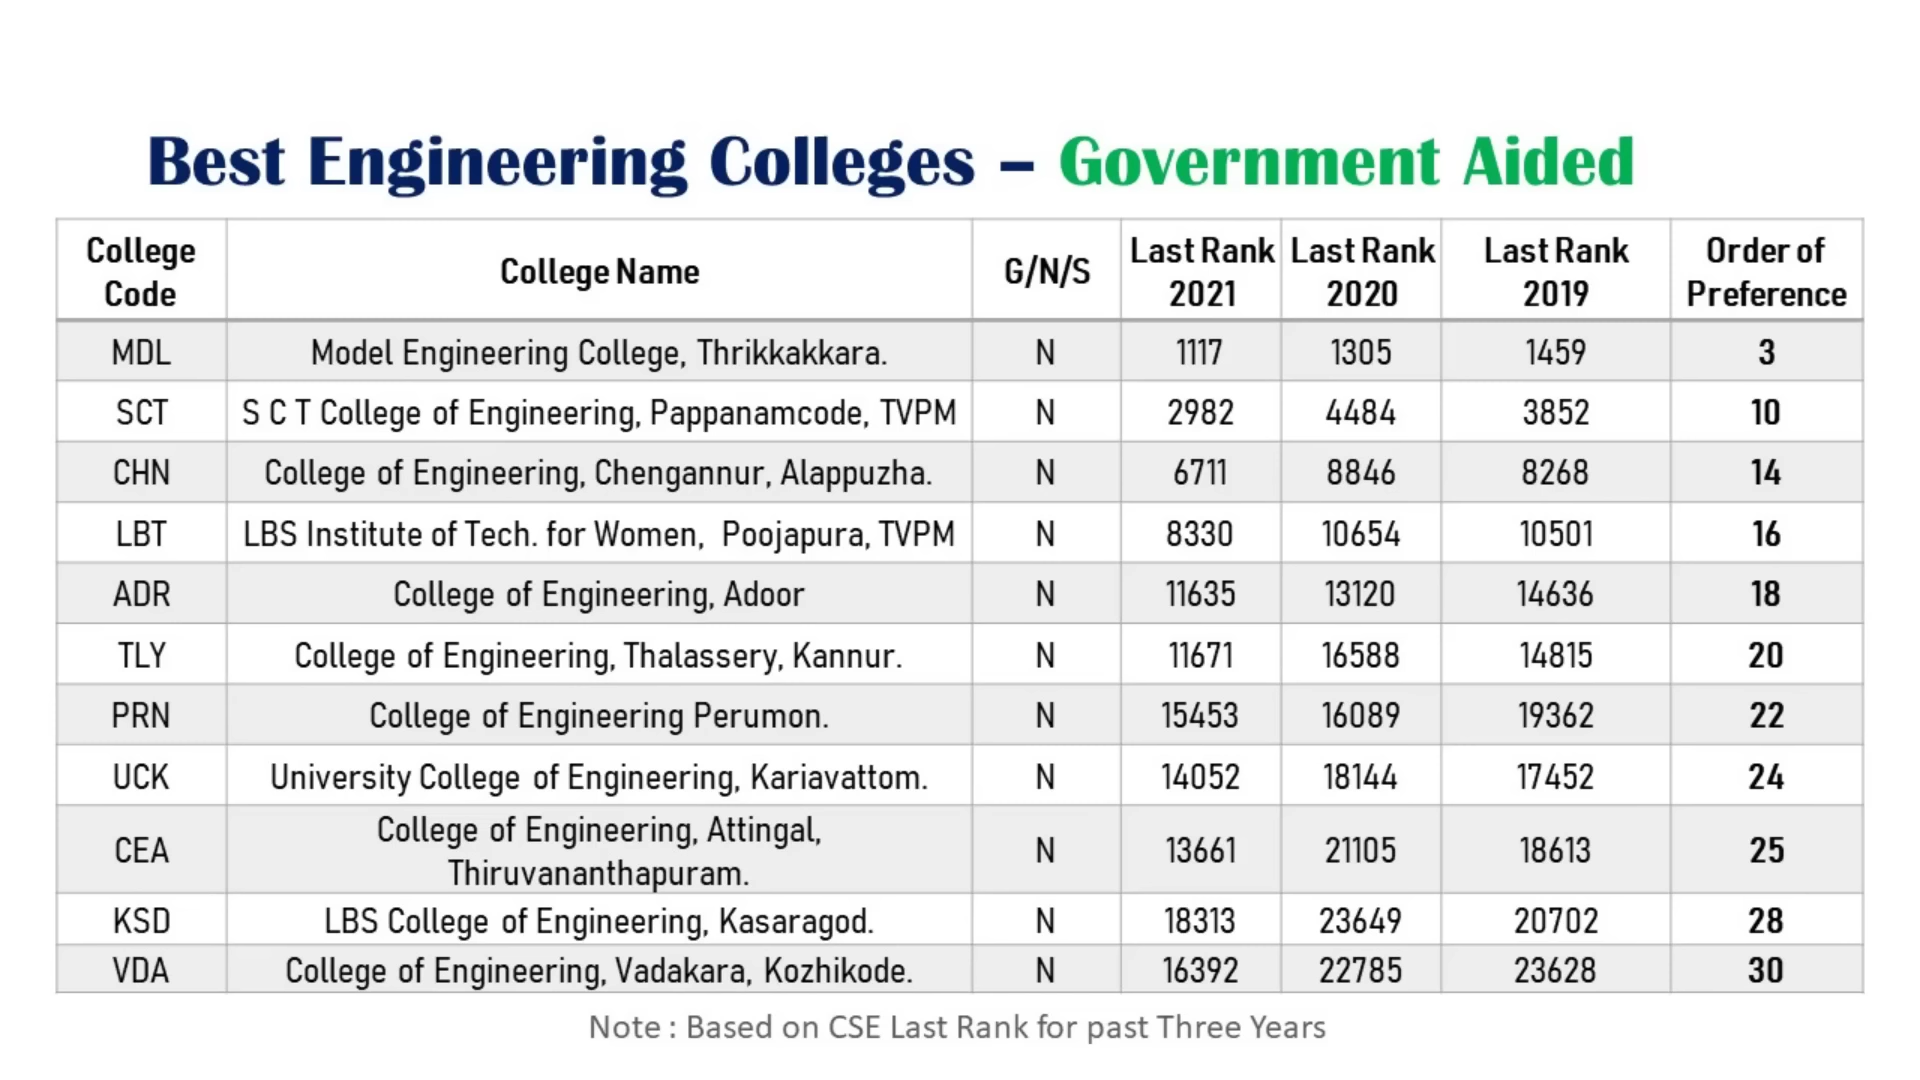 Best Engineering Colleges – Government Aided
College Code College Name G/N/S Last Rank 2021 Last Rank 2020 Last Rank 2019 Order of Preference
MDL Model Engineering College, Thrikkakkara. N 1117 1305 1459 3
SCT S C T College of Engineering, Pappanamcode, TVPM N 2982 4484 3852 10
CHN College of Engineering, Chengannur, Alappuzha. N 6711 8846 8268 14
LBT LBS Institute of Tech. for Women, Poojapura, TVPM N 8330 10654 10501 16
ADR College of Engineering, Adoor N 11635 13120 14636 18
TLY College of Engineering, Thalassery, Kannur. N 11671 16588 14815 20
PRN College of Engineering Perumon. N 15453 16089 19362 22
UCK University College of Engineering, Kariavattom. N 14052 18144 17452 24
CEA College of Engineering, Attingal, Thiruvananthapuram. N 13661 21105 18613 25
KSD LBS College of Engineering, Kasaragod. N 18313 23649 20702 28
VDA College of Engineering, Vadakara, Kozhikode. N 16392 22785 23628 30
Note : Based on CSE Last Rank for past Three Years